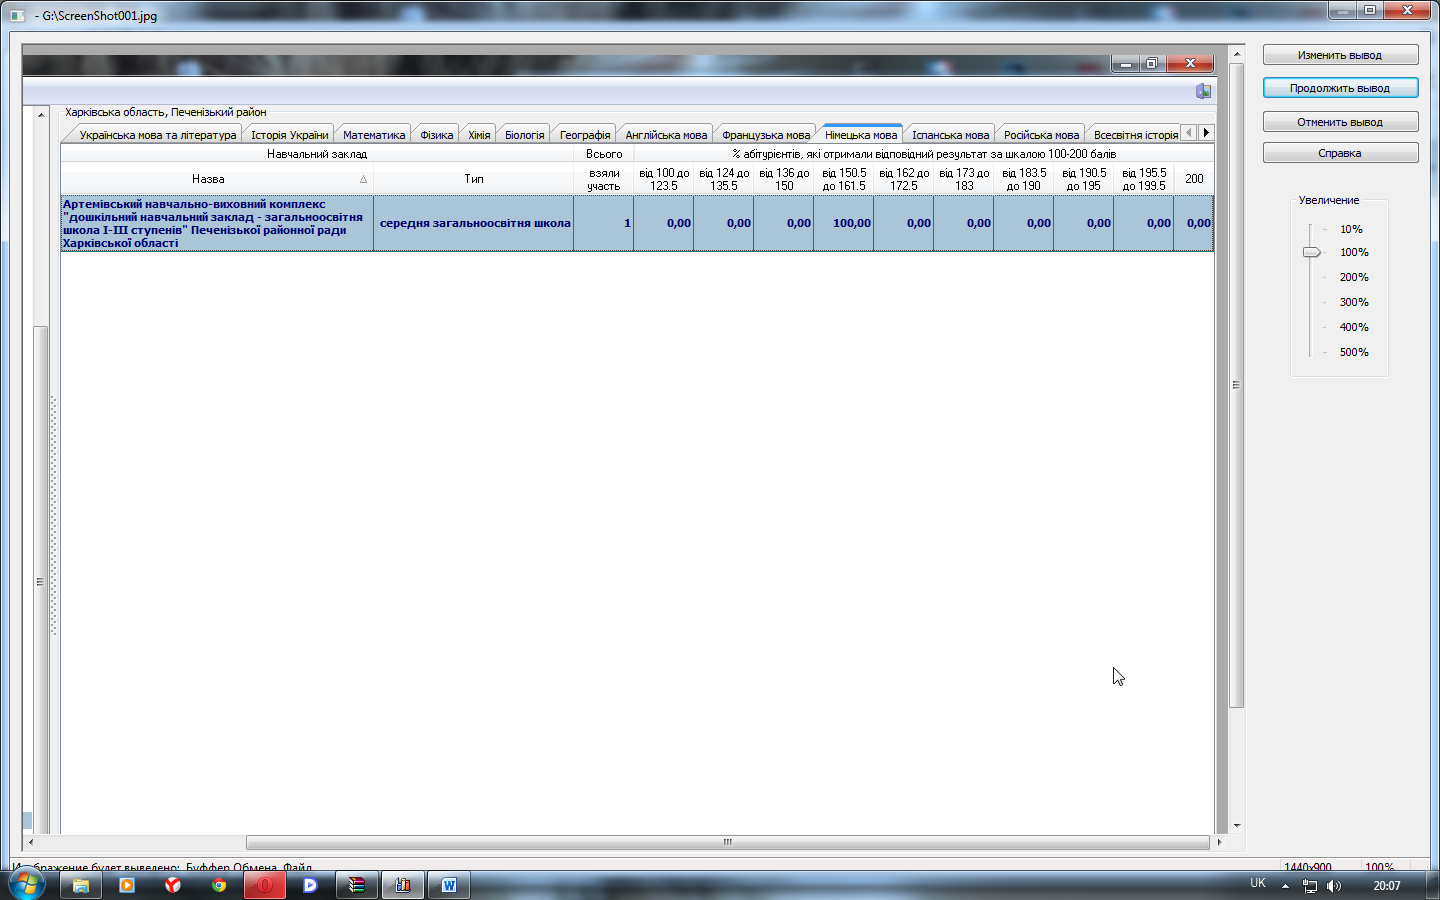 - G:\ScreenShot001.jpg
Изменить вывод
Продолжить вывод
Отменить вывод
Справка
Увеличение
10%
100%
200%
300%
400%
500%
Харківська область, Печенізький район
Українська мова та література Історія України Математика Фізика Хімія Біологія Географія Англійська мова Французька мова Німецька мова Іспанська мова Російська мова Всесвітня історія
Навчальний заклад Всього % абітурієнтів, які отримали відповідний результат за шкалою 100-200 балів
Назва Тип взяли участь від 100 до 123.5 від 124 до 135.5 від 136 до 150 від 150.5 до 161.5 від 162 до 172.5 від 173 до 183 від 183.5 до 190 від 190.5 до 195 від 195.5 до 199.5 200
Артемівський навчально-виховний комплекс
"дошкільний навчальний заклад - загальноосвітня
школа І-ІІІ ступенів" Печенізької районної ради
Харківської області
середня загальноосвітня школа 1 0,00 0,00 0,00 100,00 0,00 0,00 0,00 0,00 0,00 0,00
Изображение будет выведено: Буффер Обмена, Файл
1440x900 100%
UK 20:07